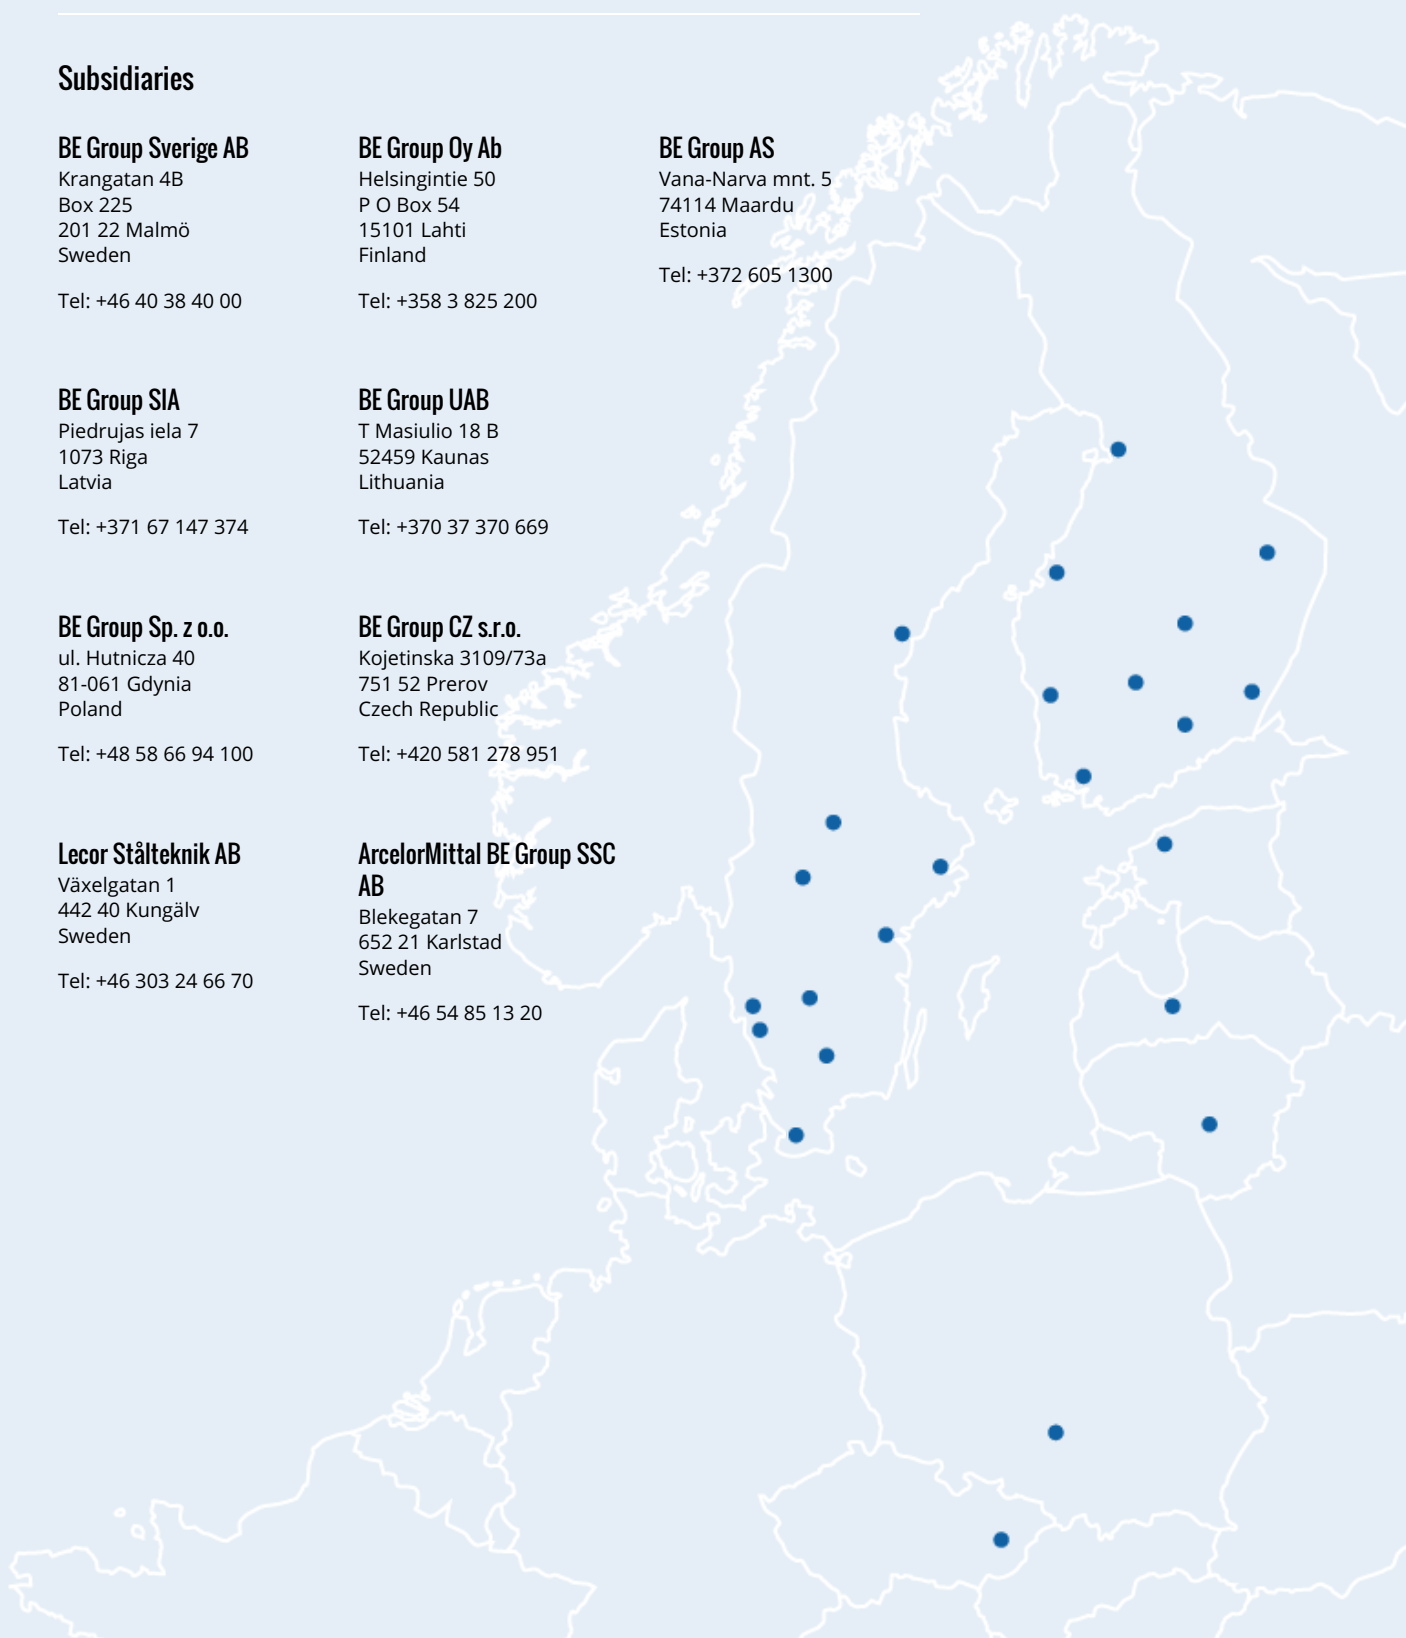 Subsidiaries
BE Group Sverige AB
Krangatan 4B
Box 225
201 22 Malmö
Sweden
Tel: +46 40 38 40 00
BE Group Oy Ab
Helsingintie 50
P O Box 54
15101 Lahti
Finland
Tel: +358 3 825 200
BE Group AS
Vana-Narva mnt. 5
74114 Maardu
Estonia
Tel: +372 605 1300
BE Group SIA
Piedrujas iela 7
1073 Riga
Latvia
Tel: +371 67 147 374
BE Group UAB
T Masiulio 18 B
52459 Kaunas
Lithuania
Tel: +370 37 370 669
BE Group Sp. z o.o.
ul. Hutnicza 40
81-061 Gdynia
Poland
Tel: +48 58 66 94 100
BE Group CZ s.r.o.
Kojetinska 3109/73a
751 52 Prerov
Czech Republic
Tel: +420 581 278 951
Lecor Stålteknik AB
Växelgatan 1
442 40 Kungälv
Sweden
Tel: +46 303 24 66 70
ArcelorMittal BE Group SSC
AB
Blekegatan 7
652 21 Karlstad
Sweden
Tel: +46 54 85 13 20